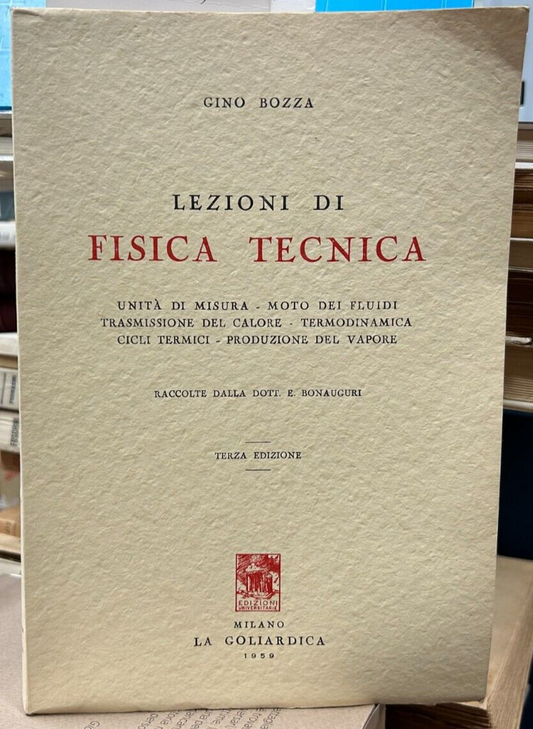 GINO BOZZA
LEZIONI DI
FISICA TECNICA
UNITÀ DI MISURA - MOTO DEI FLUIDI
TRASMISSIONE DEL CALORE - TERMODINAMICA
CICLI TERMICI - PRODUZIONE DEL VAPORE
RACCOLTE DALLA DOTT. E. BONAUGURI
TERZA EDIZIONE
EDIZIONI
UNIVERSITARIE
MILANO
LA GOLIARDICA
1959